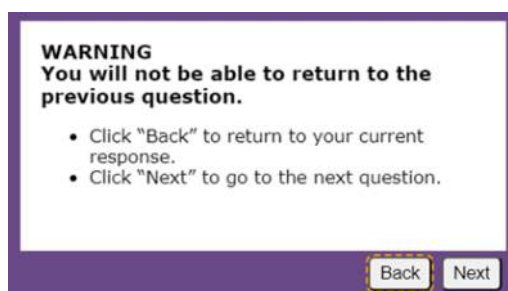 WARNING
You will not be able to return to the
previous question.
• Click “Back” to return to your current
response.
• Click “Next” to go to the next question.
Back Next